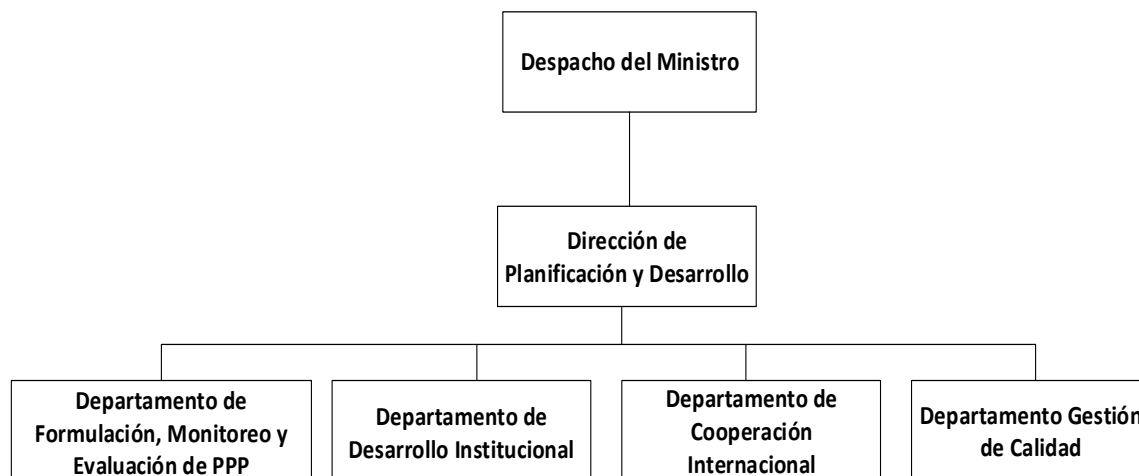 Despacho del Ministro
Dirección de
Planificación y Desarrollo
Departamento de
Formulación, Monitoreo y
Evaluación de PPP
Departamento de
Desarrollo Institucional
Departamento de
Cooperación
Internacional
Departamento Gestión
de Calidad